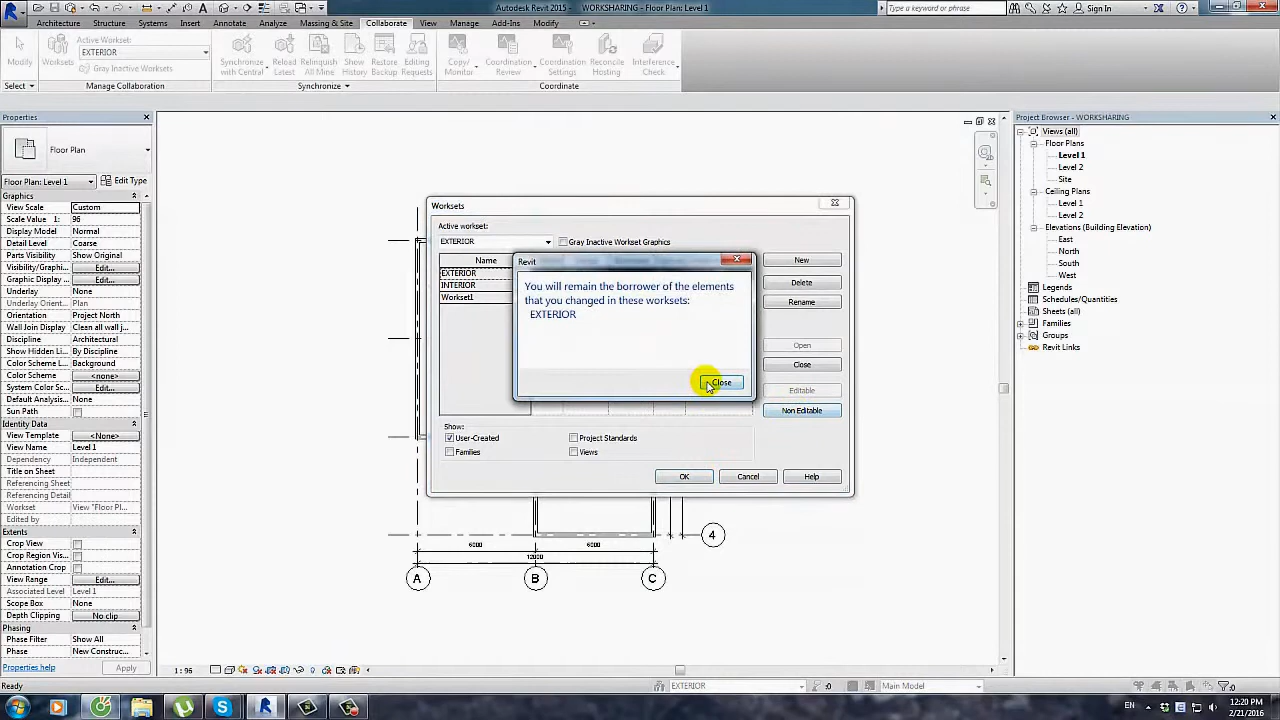 Autodesk Revit 2015 - WORKSHARING - Floor Plan: Level 1
Type a keyword or phrase
Sign In
Architecture Structure Systems Insert Annotate Analyze Massing & Site Collaborate View Manage Add-Ins Modify
Modify
Worksets
Active Workset:
EXTERIOR
Gray Inactive Worksets
Synchronize with Central
Reload Latest
Relinquish All Mine
Show History
Restore Backup
Editing Requests
Copy/ Monitor
Coordination Review
Coordination Settings
Reconcile Hosting
Interference Check
Select
Manage Collaboration
Synchronize
Coordinate
Properties
Floor Plan
Floor Plan: Level 1
Edit Type
Graphics
View Scale Custom
Scale Value 1: 96
Display Model Normal
Detail Level Coarse
Parts Visibility Show Original
Visibility/Graphi... Edit...
Graphic Display ... Edit...
Underlay None
Underlay Orient... Plan
Orientation Project North
Wall Join Display Clean all wall j...
Discipline Architectural
Show Hidden Li... By Discipline
Color Scheme L... Background
Color Scheme <none>
System Color Sc... Edit...
Default Analysis... None
Sun Path
Identity Data
View Template <None>
View Name Level 1
Dependency Independent
Title on Sheet
Referencing Sheet
Referencing Detail
Workset View "Floor Pl...
Edited by
Extents
Crop View
Crop Region Vis...
Annotation Crop
View Range Edit...
Associated Level Level 1
Scope Box None
Depth Clipping No clip
Phasing
Phase Filter Show All
Phase New Construc...
Properties help
Apply
Worksets
Active workset:
EXTERIOR
Gray Inactive Workset Graphics
Name
EXTERIOR
INTERIOR
Workset1
New
Delete
Rename
Open
Close
Editable
Non Editable
Show:
User-Created
Project Standards
Families
Views
OK
Cancel
Help
Revit
You will remain the borrower of the elements
that you changed in these worksets:
EXTERIOR
Close
4
6000 6000
12000
A B C
Project Browser - WORKSHARING
Views (all)
Floor Plans
Level 1
Level 2
Site
Ceiling Plans
Level 1
Level 2
Elevations (Building Elevation)
East
North
South
West
Legends
Schedules/Quantities
Sheets (all)
Families
Groups
Revit Links
1 : 96
Ready
EXTERIOR
:0
Main Model
:0
EN
12:20 PM
2/21/2016